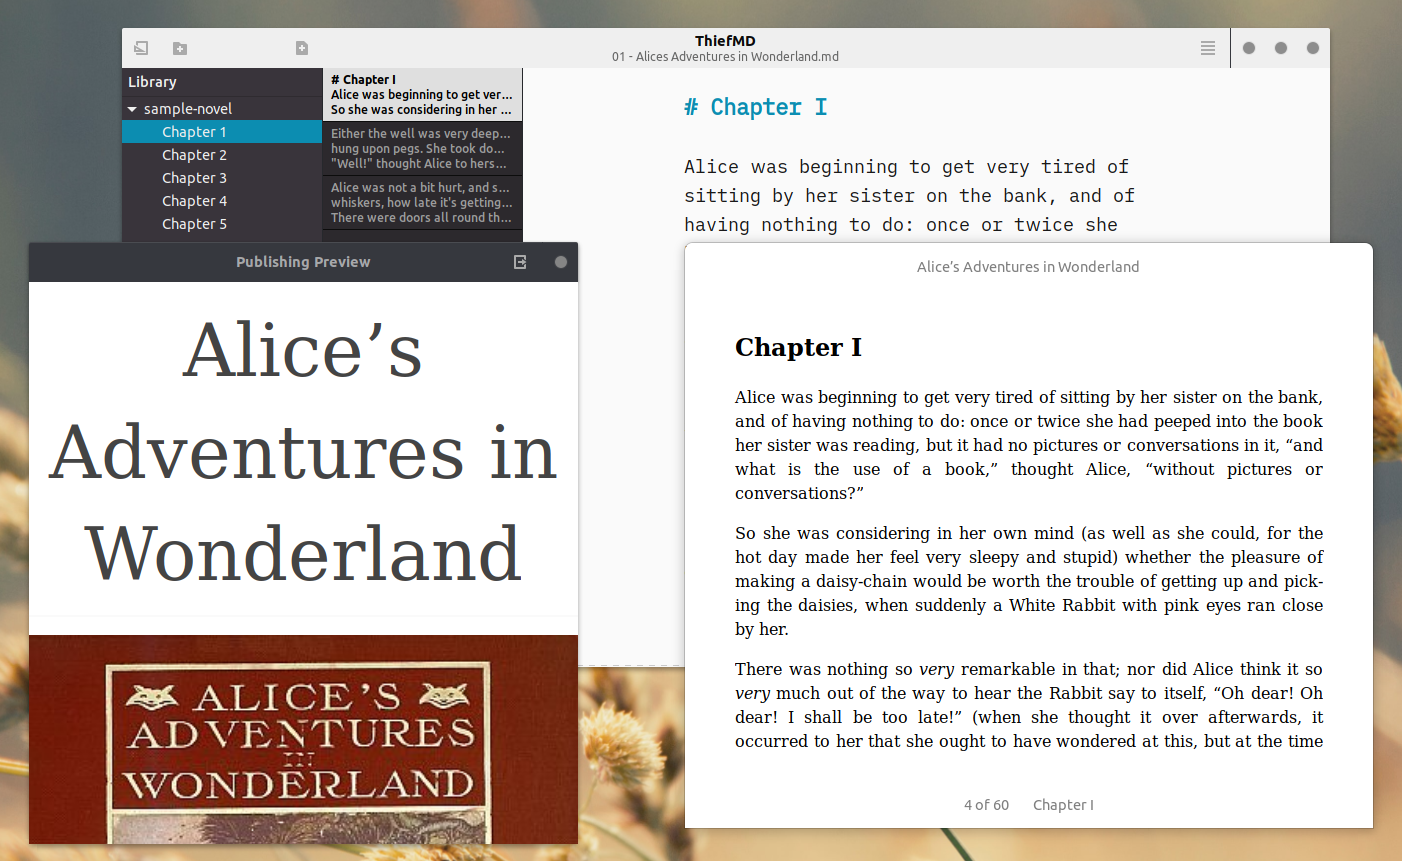 ThiefMD
01 - Alices Adventures in Wonderland.md
Library
sample-novel
Chapter 1
Chapter 2
Chapter 3
Chapter 4
Chapter 5
# Chapter I
Alice was beginning to get ver...
So she was considering in her ...
Either the well was very deep...
hung upon pegs. She took do...
"Well!" thought Alice to hers...
Alice was not a bit hurt, and s...
whiskers, how late it's getting...
There were doors all round th...
# Chapter I
Alice was beginning to get very tired of
sitting by her sister on the bank, and of
having nothing to do: once or twice she
Publishing Preview
Alice’s
Adventures in
Wonderland
ALICE'S
ADVENTURES
IN
WONDERLAND
Alice’s Adventures in Wonderland
Chapter I
Alice was beginning to get very tired of sitting by her sister on the bank,
and of having nothing to do: once or twice she had peeped into the book
her sister was reading, but it had no pictures or conversations in it, “and
what is the use of a book,” thought Alice, “without pictures or
conversations?”
So she was considering in her own mind (as well as she could, for the
hot day made her feel very sleepy and stupid) whether the pleasure of
making a daisy-chain would be worth the trouble of getting up and pick-
ing the daisies, when suddenly a White Rabbit with pink eyes ran close
by her.
There was nothing so very remarkable in that; nor did Alice think it so
very much out of the way to hear the Rabbit say to itself, “Oh dear! Oh
dear! I shall be too late!” (when she thought it over afterwards, it
occurred to her that she ought to have wondered at this, but at the time
4 of 60 Chapter I